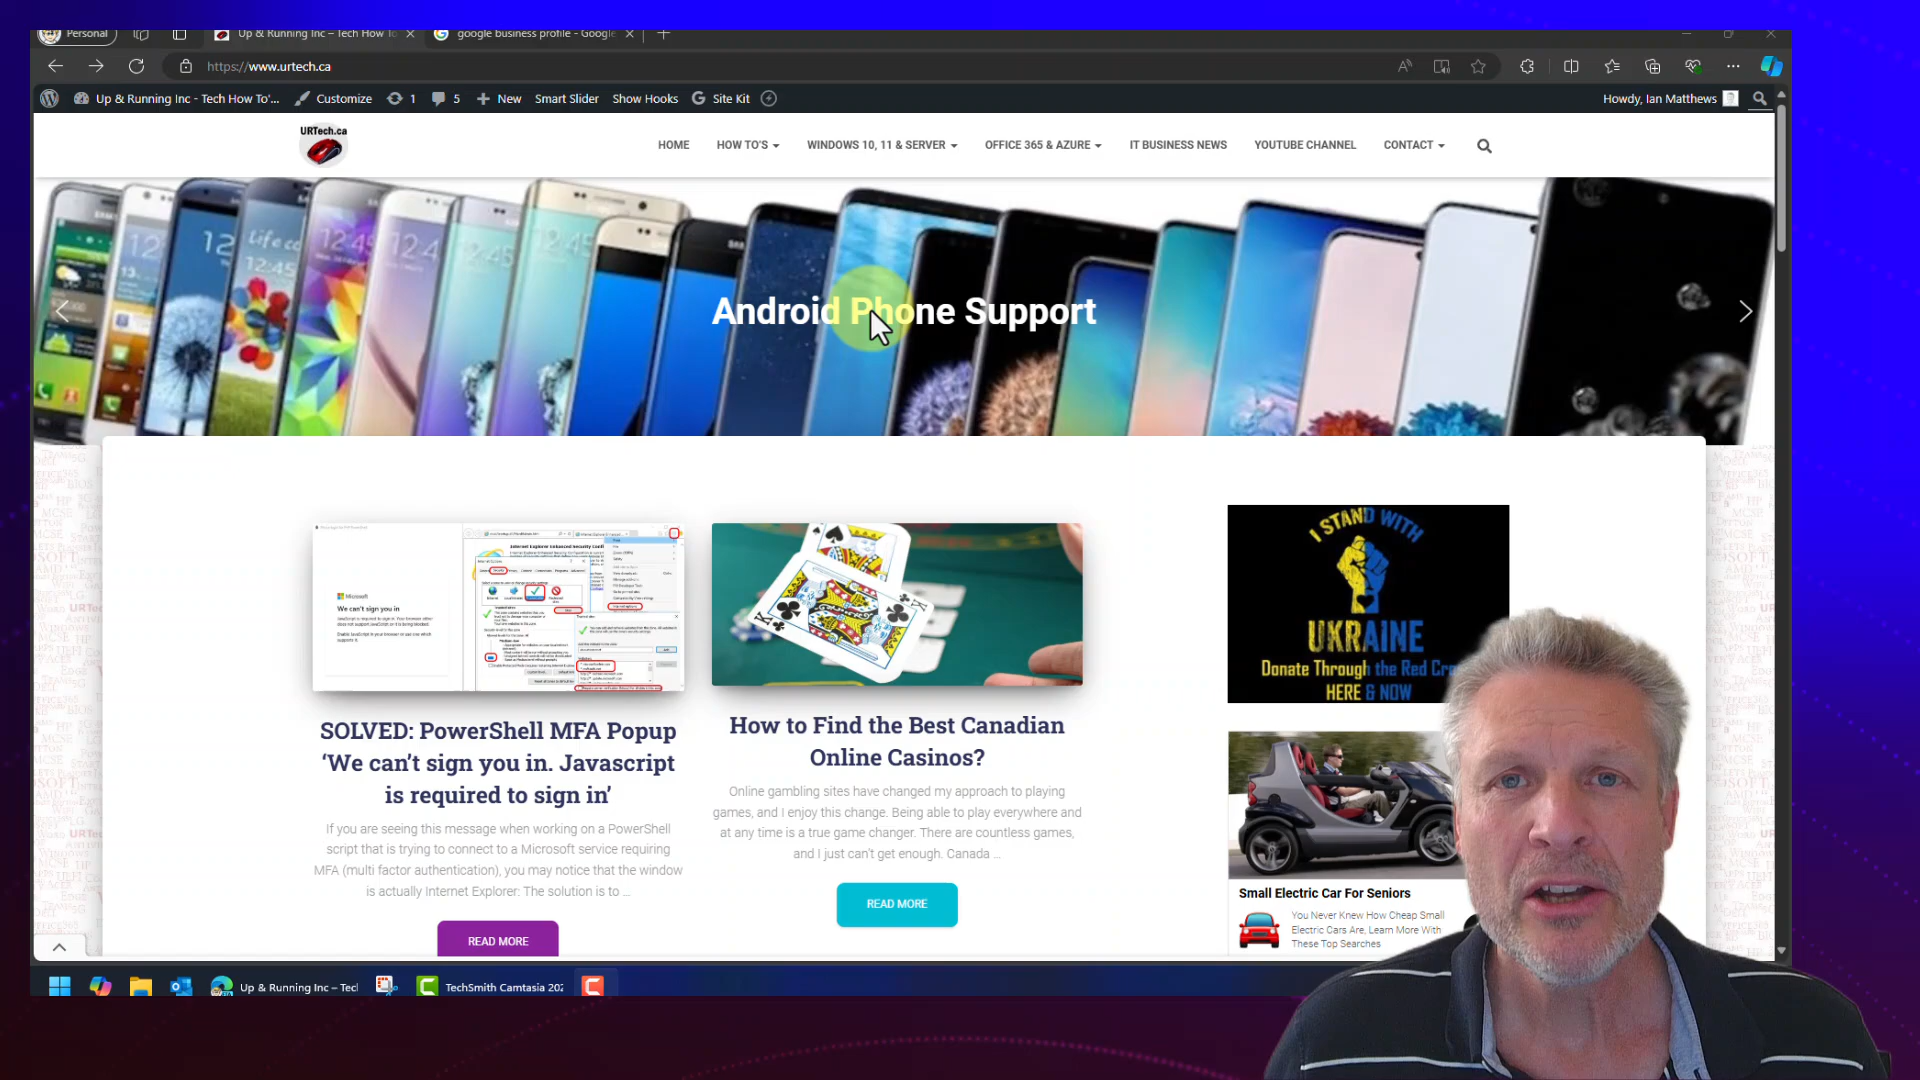 Personal
Up & Running Inc – Tech How To
google business profile - Google
https://www.urtech.ca
Up & Running Inc - Tech How To'...
Customize
1
5
New
Smart Slider
Show Hooks
Site Kit
Howdy, Ian Matthews
URTech.ca
HOME
HOW TO'S
WINDOWS 10, 11 & SERVER
OFFICE 365 & AZURE
IT BUSINESS NEWS
YOUTUBE CHANNEL
CONTACT
Android Phone Support
Microsoft
We can't sign you in
I STAND WITH
UKRAINE
Donate Through the Red Cro
HERE & NOW
SOLVED: PowerShell MFA Popup
‘We can’t sign you in. Javascript
is required to sign in’
If you are seeing this message when working on a PowerShell
script that is trying to connect to a Microsoft service requiring
MFA (multi factor authentication), you may notice that the window
is actually Internet Explorer: The solution is to ...
READ MORE
How to Find the Best Canadian
Online Casinos?
Online gambling sites have changed my approach to playing
games, and I enjoy this change. Being able to play everywhere and
at any time is a true game changer. There are countless games,
and I just can't get enough. Canada ...
READ MORE
Small Electric Car For Seniors
You Never Knew How Cheap Small
Electric Cars Are, Learn More With
These Top Searches
Up & Running Inc – Tecl
TechSmith Camtasia 202